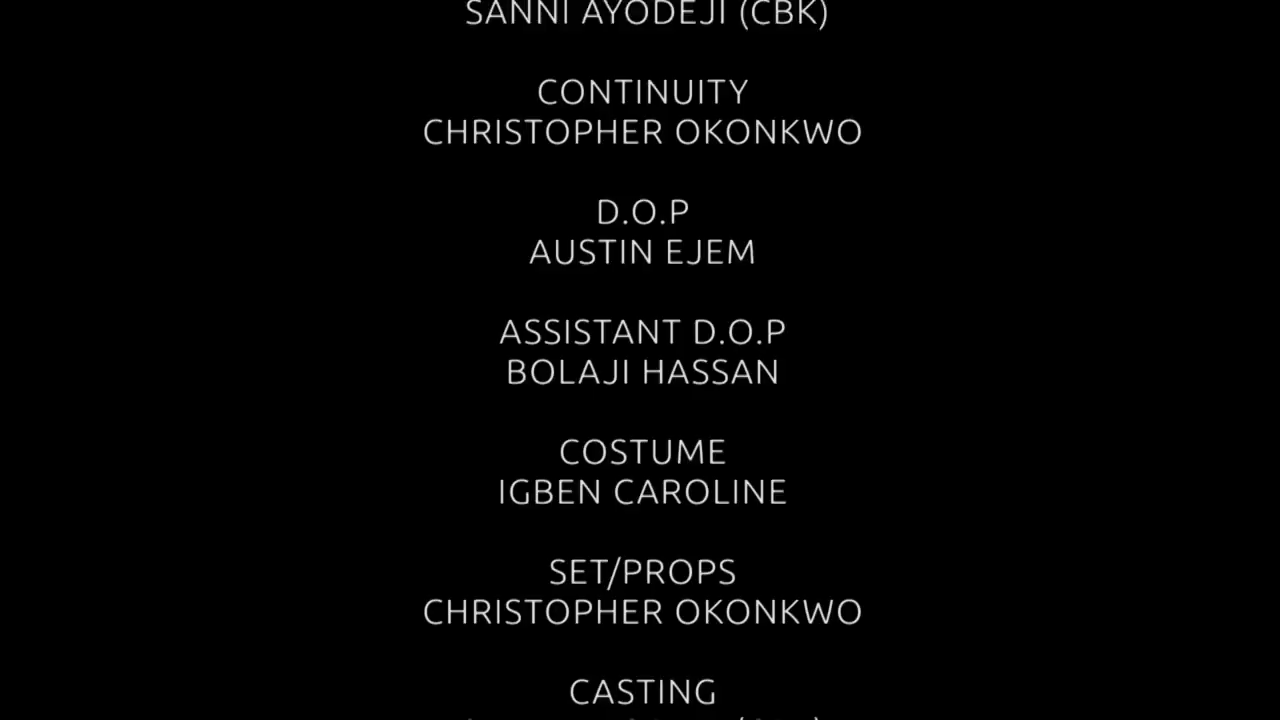 SANNI AYODEJI (CBK)
CONTINUITY
CHRISTOPHER OKONKWO
D.O.P
AUSTIN EJEM
ASSISTANT D.O.P
BOLAJI HASSAN
COSTUME
IGBEN CAROLINE
SET/PROPS
CHRISTOPHER OKONKWO
CASTING